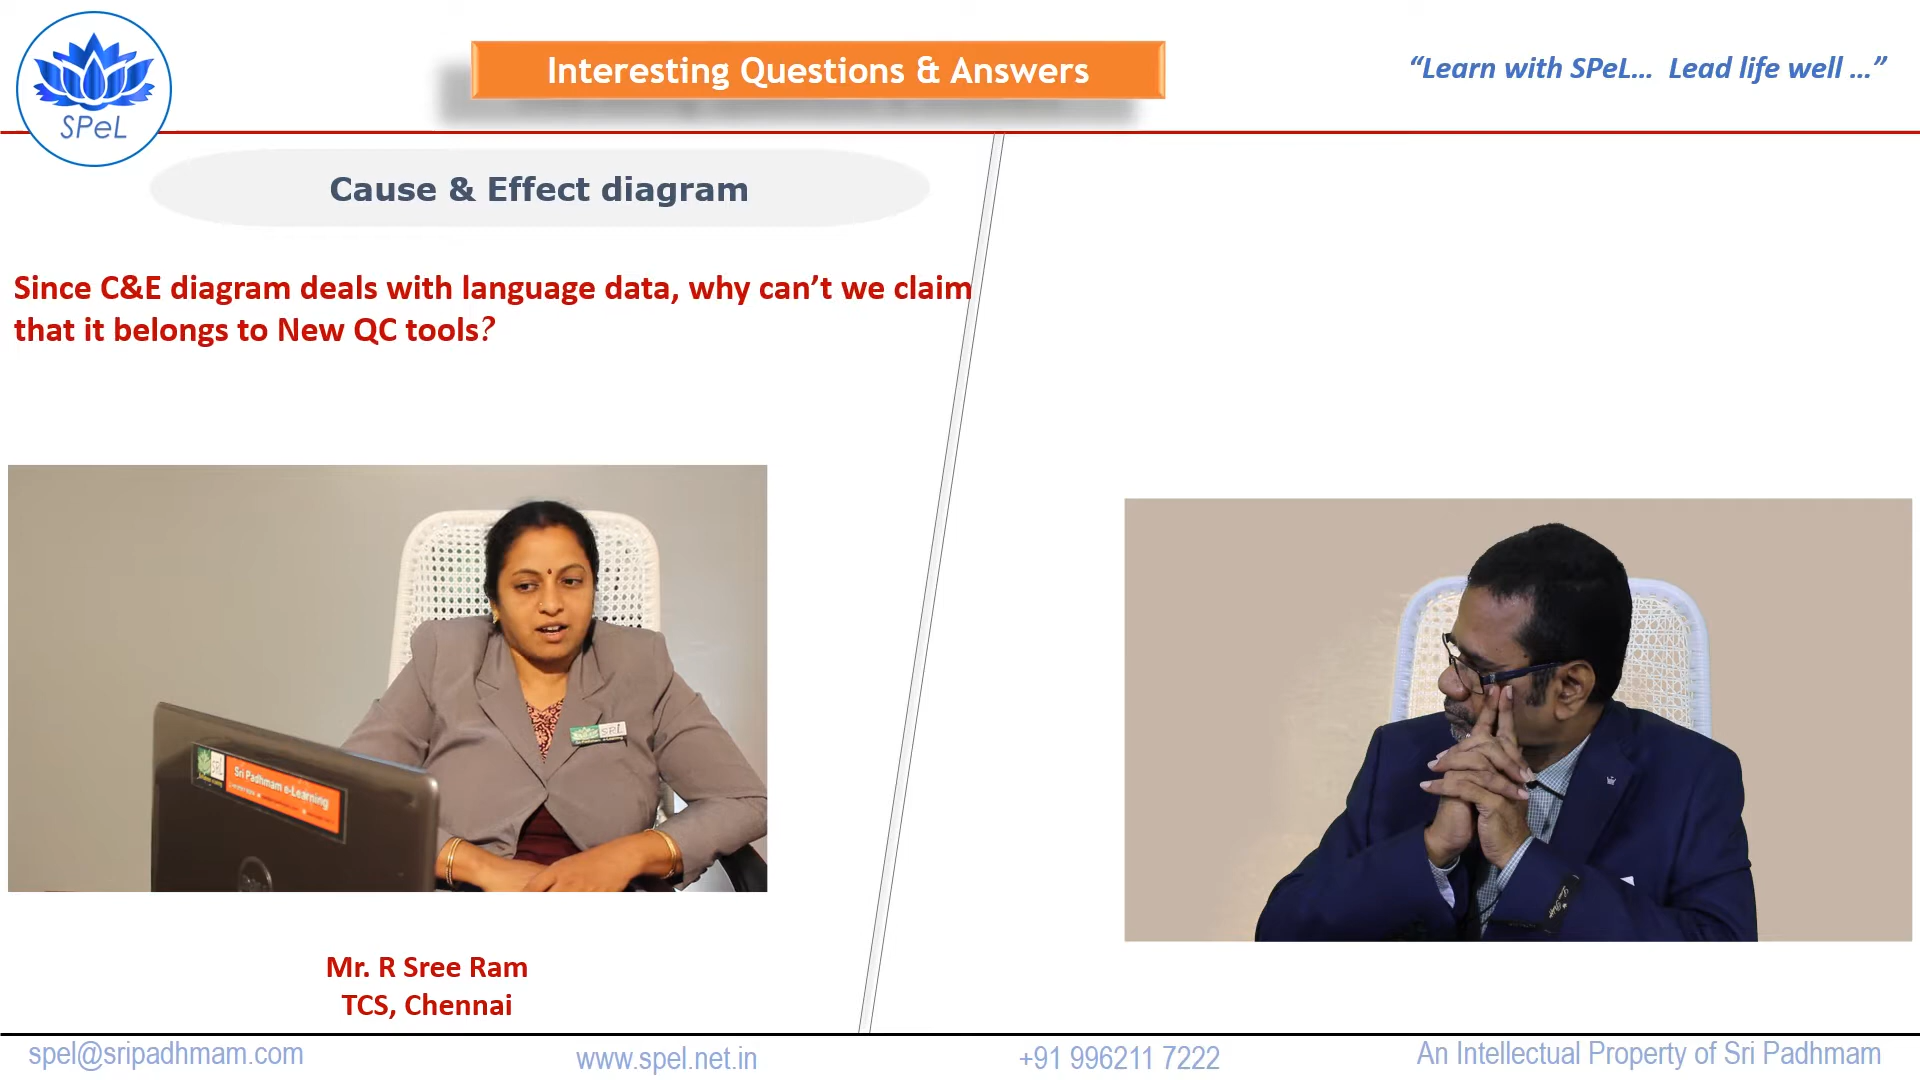 SPeL
Interesting Questions & Answers
“Learn with SPeL... Lead life well ...”
Cause & Effect diagram
Since C&E diagram deals with language data, why can’t we claim
that it belongs to New QC tools?
Sri Padhmam e-Learning
Mr. R Sree Ram
TCS, Chennai
spel@sripadhmam.com
www.spel.net.in
+91 996211 7222
An Intellectual Property of Sri Padhmam